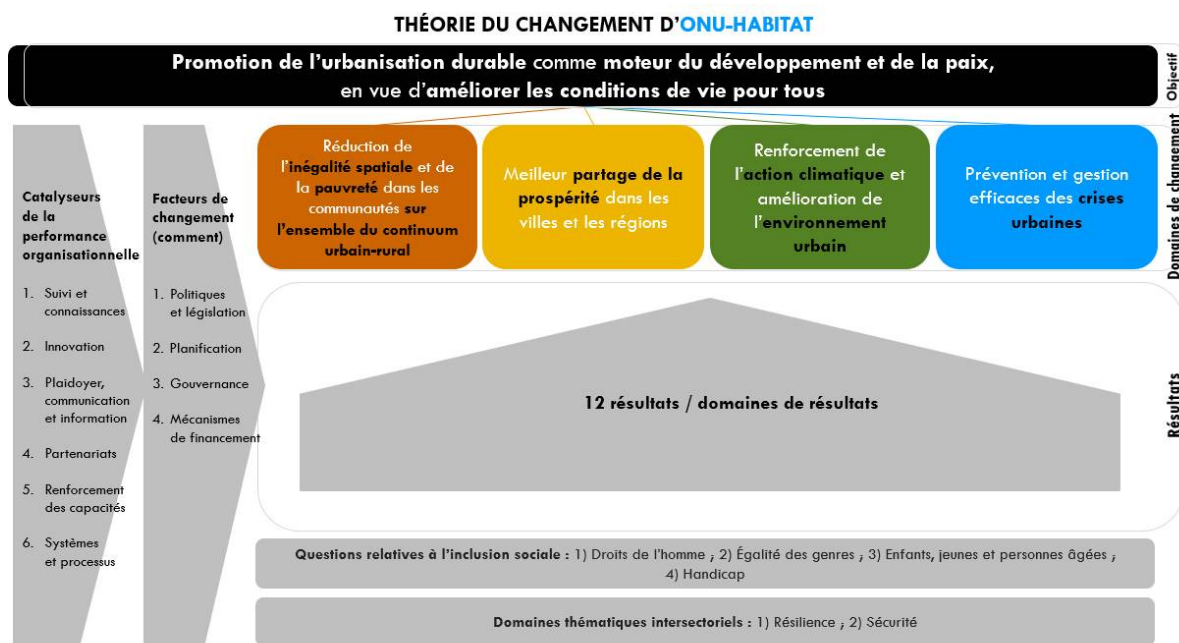 THÉORIE DU CHANGEMENT D'ONU-HABITAT
Promotion de l'urbanisation durable comme moteur du développement et de la paix,
en vue d'améliorer les conditions de vie pour tous
Objectif
Catalyseurs
de la
performance
organisationnelle
1. Suivi et
connaissances
2. Innovation
3. Plaidoyer,
communication
et information
4. Partenariats
5. Renforcement
des capacités
6. Systèmes
et processus
Facteurs de
changement
(comment)
1. Politiques
et législation
2. Planification
3. Gouvernance
4. Mécanismes
de financement
Réduction de
l'inégalité spatiale et de
la pauvreté dans les
communautés sur
l'ensemble du continuum
urbain-rural
Meilleur partage de la
prospérité dans les
villes et les régions
Renforcement de
l'action climatique et
amélioration de
l'environnement
urbain
Prévention et gestion
efficaces des crises
urbaines
Domaines de changement
12 résultats / domaines de résultats
Résultats
Questions relatives à l'inclusion sociale : 1) Droits de l'homme ; 2) Égalité des genres ; 3) Enfants, jeunes et personnes âgées ;
4) Handicap
Domaines thématiques intersectoriels : 1) Résilience ; 2) Sécurité